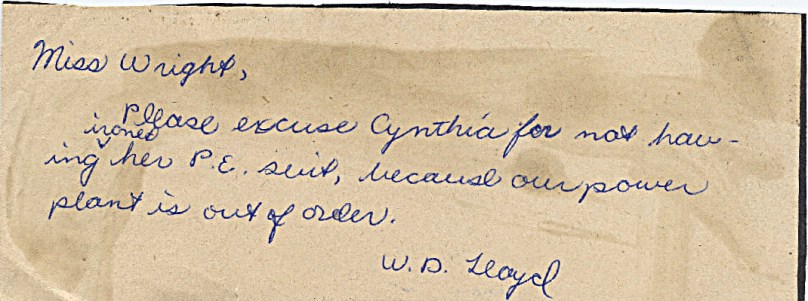 Miss Wright,
Please excuse Cynthia for not hav-
ing ironed her P.E. suit, because our power
plant is out of order.
W. D. Lloyd